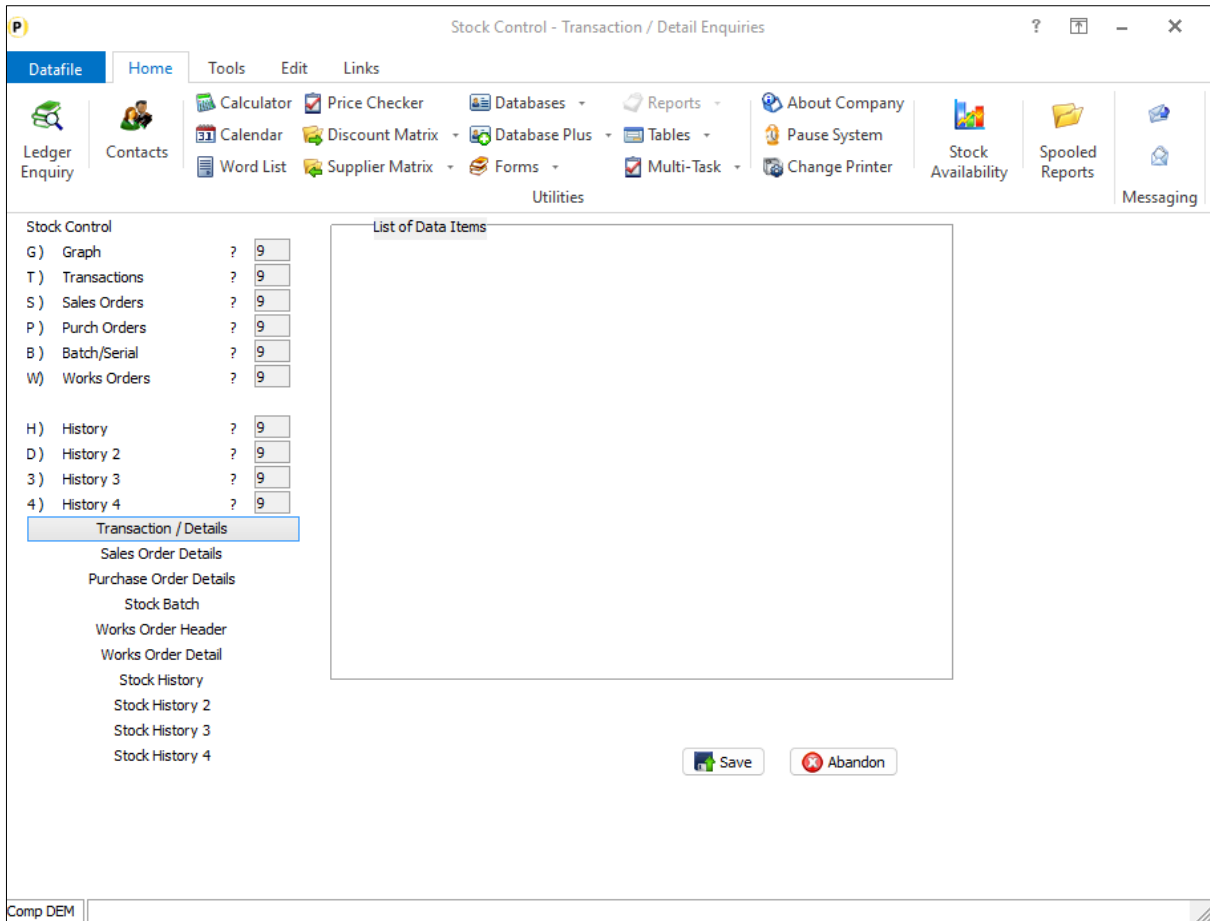 P
Stock Control - Transaction / Detail Enquiries
?
Datafile Home Tools Edit Links
Calculator Price Checker Databases Reports About Company
31 Calendar Discount Matrix Database Plus Tables Pause System
Ledger Enquiry Contacts Word List Supplier Matrix Forms Multi-Task Change Printer Stock Availability Spooled Reports
Utilities Messaging
Stock Control List of Data Items
G) Graph ? 9
T) Transactions ? 9
S) Sales Orders ? 9
P) Purch Orders ? 9
B) Batch/Serial ? 9
W) Works Orders ? 9
H) History ? 9
D) History 2 ? 9
3) History 3 ? 9
4) History 4 ? 9
Transaction / Details
Sales Order Details
Purchase Order Details
Stock Batch
Works Order Header
Works Order Detail
Stock History
Stock History 2
Stock History 3
Stock History 4
Save Abandon
Comp DEM